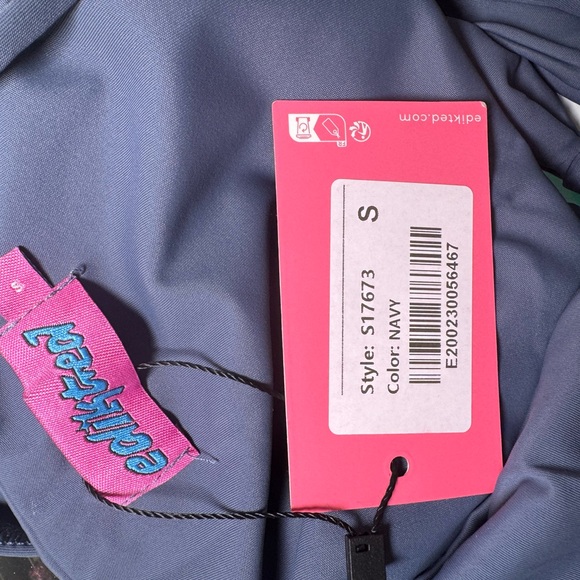 edikted.com
S
Style: S17673
Color: NAVY
E200230056467
S
edikted